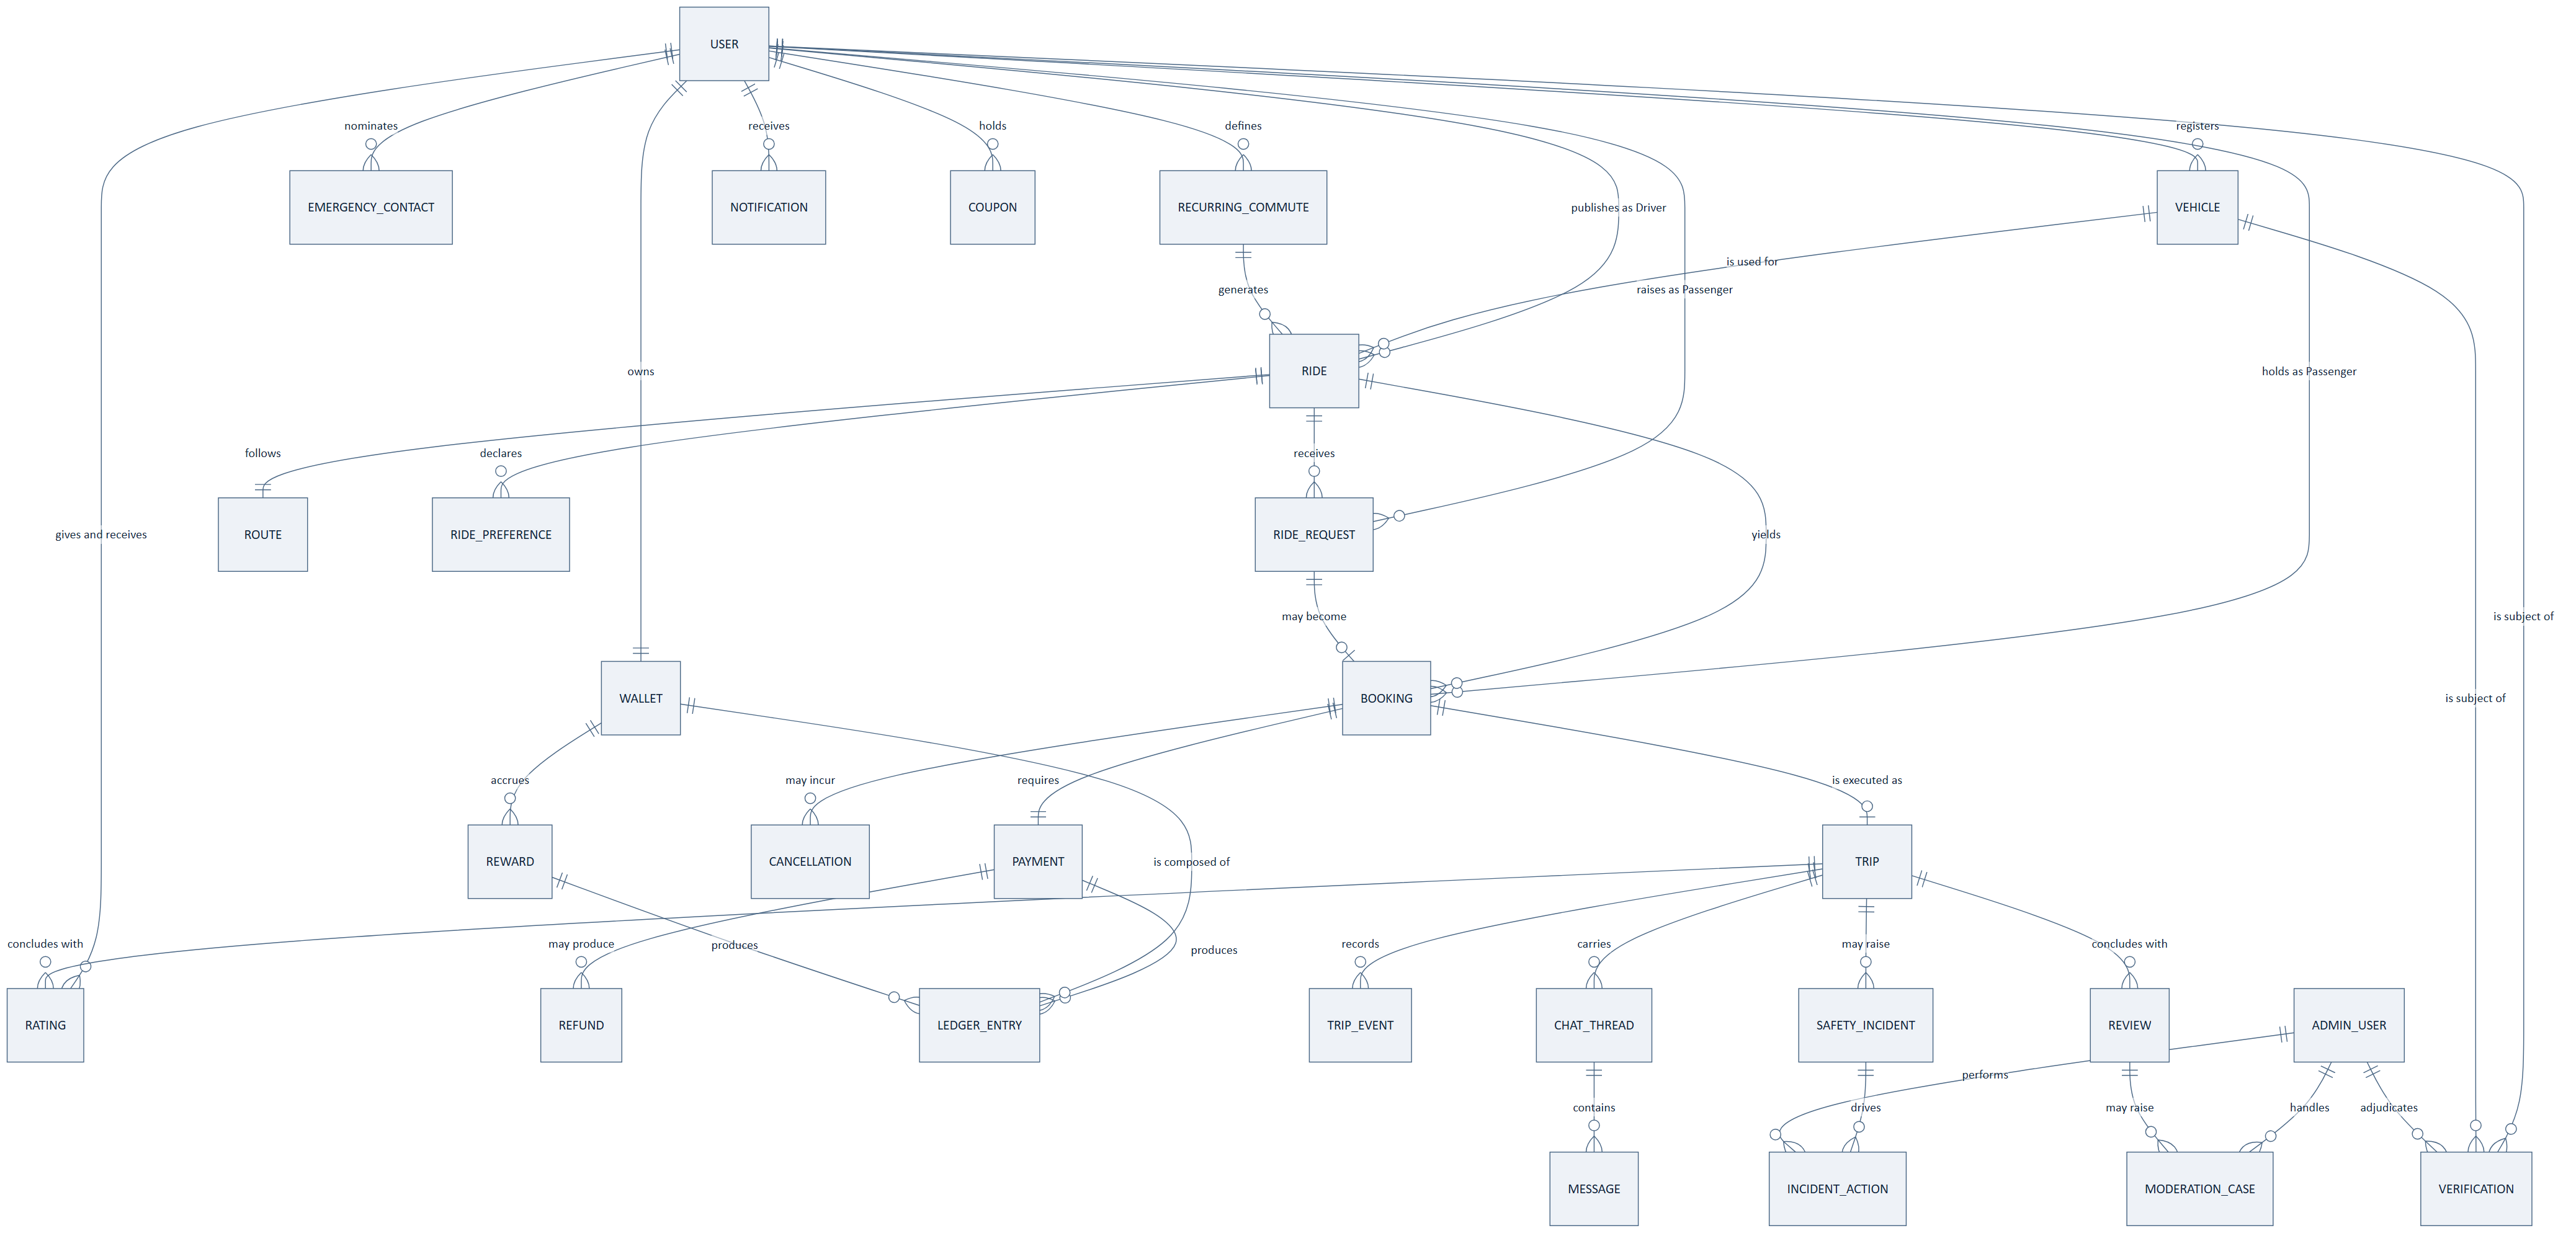 USER
nominates
receives
holds
defines
registers
EMERGENCY_CONTACT
NOTIFICATION
COUPON
RECURRING_COMMUTE
publishes as Driver
VEHICLE
is used for
generates
raises as Passenger
RIDE
owns
holds as Passenger
follows
declares
receives
gives and receives
ROUTE
RIDE_PREFERENCE
RIDE_REQUEST
yields
may become
is subject of
WALLET
BOOKING
is subject of
accrues
may incur
requires
is executed as
REWARD
CANCELLATION
PAYMENT
is composed of
TRIP
concludes with
may produce
produces
produces
records
carries
may raise
concludes with
RATING
REFUND
LEDGER_ENTRY
TRIP_EVENT
CHAT_THREAD
SAFETY_INCIDENT
REVIEW
ADMIN_USER
performs
contains
drives
may raise
handles
adjudicates
MESSAGE
INCIDENT_ACTION
MODERATION_CASE
VERIFICATION